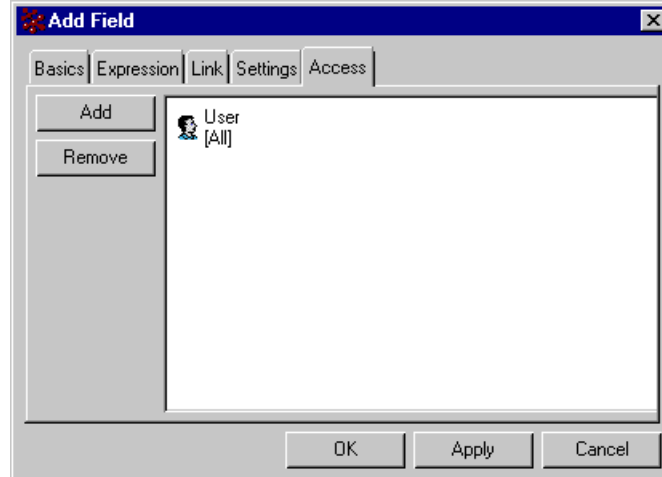 Add Field
Basics Expression Link Settings Access
Add
Remove
User
[All]
OK Apply Cancel